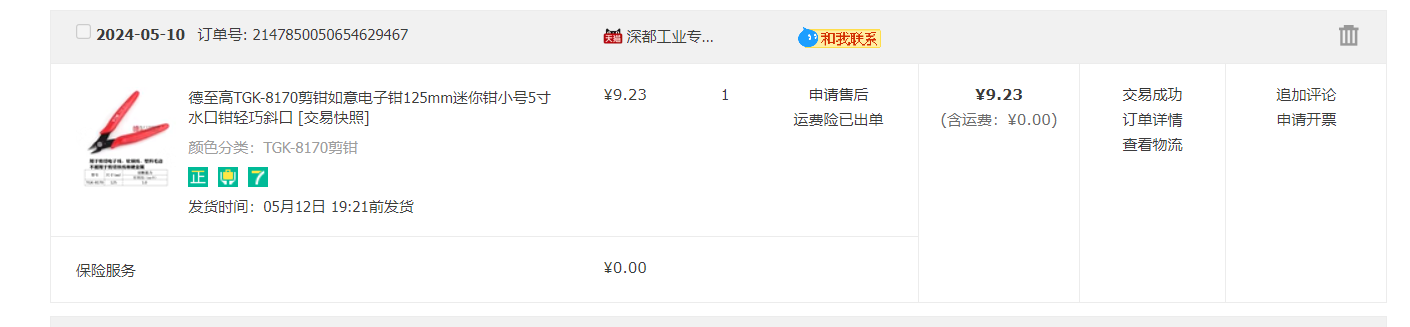 2024-05-10 订单号: 2147850050654629467
天猫 深都工业专...
和我联系
德至高TGK-8170剪钳如意电子钳125mm迷你钳小号5寸
水口钳轻巧斜口 [交易快照]
颜色分类：TGK-8170剪钳
正 7
发货时间：05月12日 19:21前发货
¥9.23
1
申请售后
运费险已出单
¥9.23
(含运费：¥0.00)
交易成功
订单详情
查看物流
追加评论
申请开票
保险服务
¥0.00